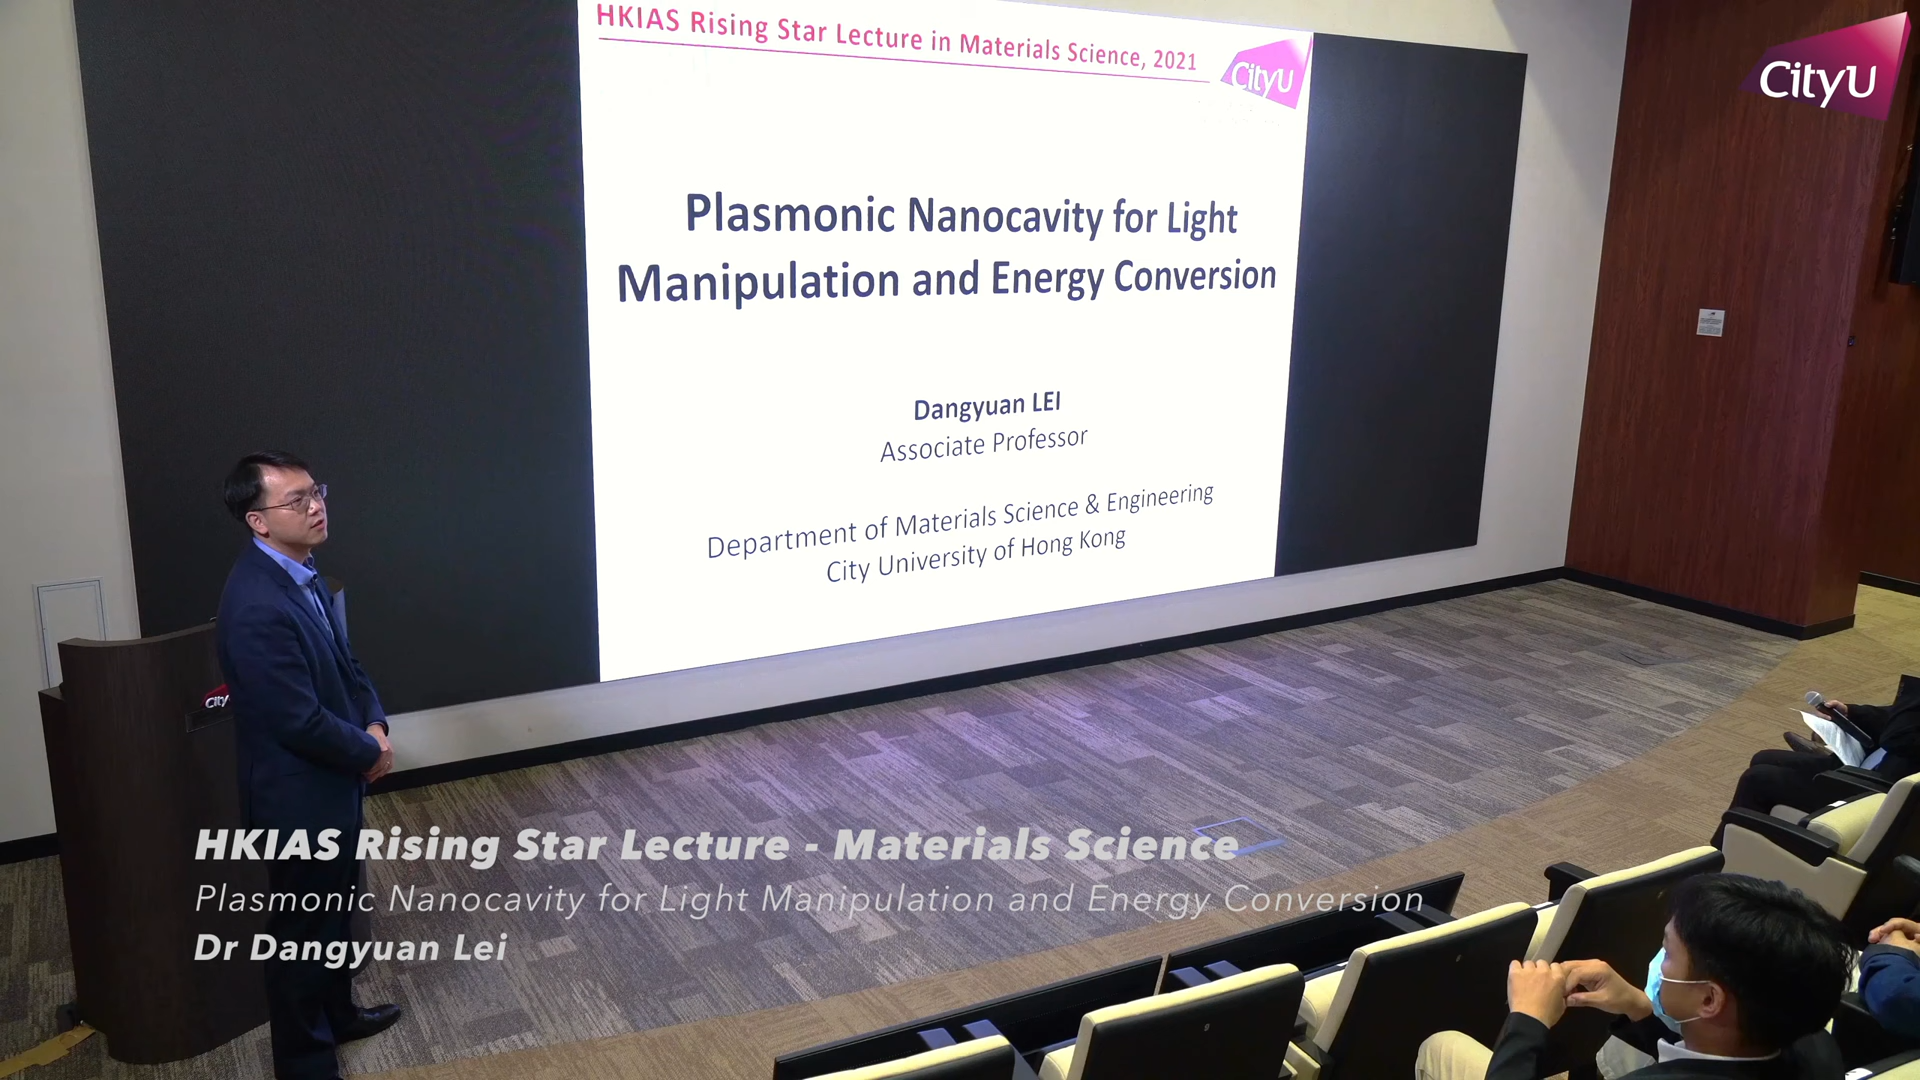 HKIAS Rising Star Lecture in Materials Science, 2021
CityU
CityU
Plasmonic Nanocavity for Light
Manipulation and Energy Conversion
Dangyuan LEI
Associate Professor
Department of Materials Science & Engineering
City University of Hong Kong
City
HKIAS Rising Star Lecture - Materials Science
Plasmonic Nanocavity for Light Manipulation and Energy Conversion
Dr Dangyuan Lei